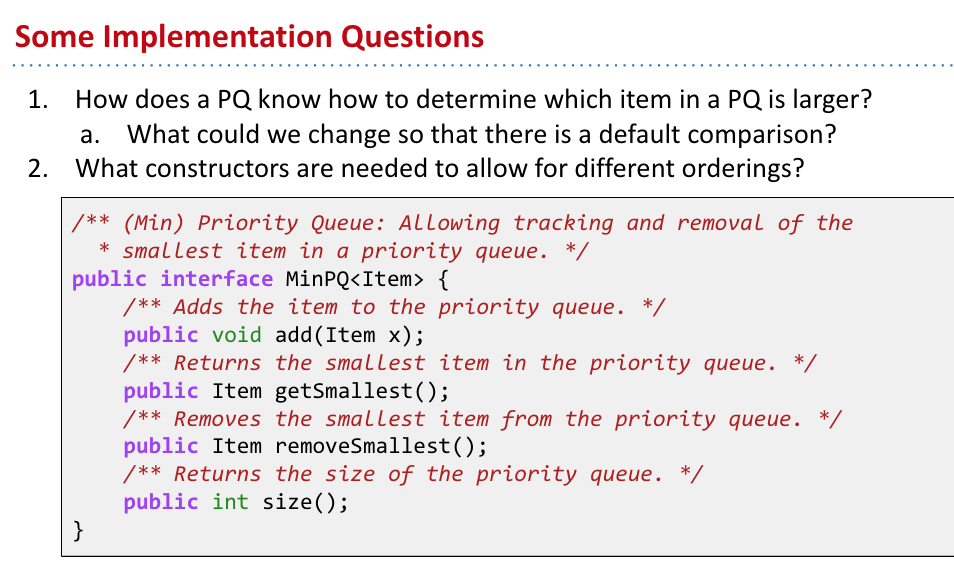 Some Implementation Questions
1. How does a PQ know how to determine which item in a PQ is larger?
a. What could we change so that there is a default comparison?
2. What constructors are needed to allow for different orderings?
/** (Min) Priority Queue: Allowing tracking and removal of the
  * smallest item in a priority queue. */
public interface MinPQ<Item> {
    /** Adds the item to the priority queue. */
    public void add(Item x);
    /** Returns the smallest item in the priority queue. */
    public Item getSmallest();
    /** Removes the smallest item from the priority queue. */
    public Item removeSmallest();
    /** Returns the size of the priority queue. */
    public int size();
}